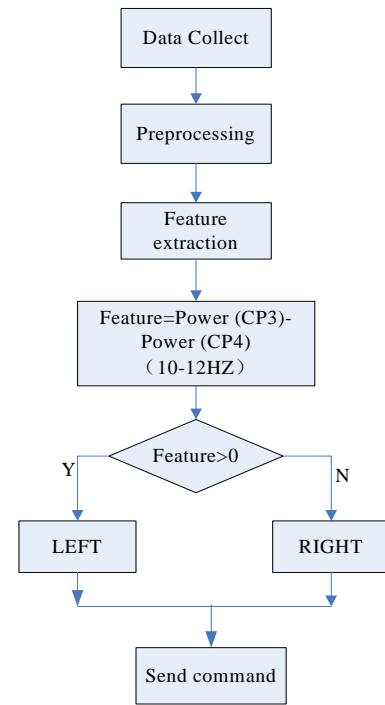 Data Collect
Preprocessing
Feature
extraction
Feature=Power (CP3)-
Power (CP4)
（10-12HZ）
Feature>0
Y
N
LEFT
RIGHT
Send command